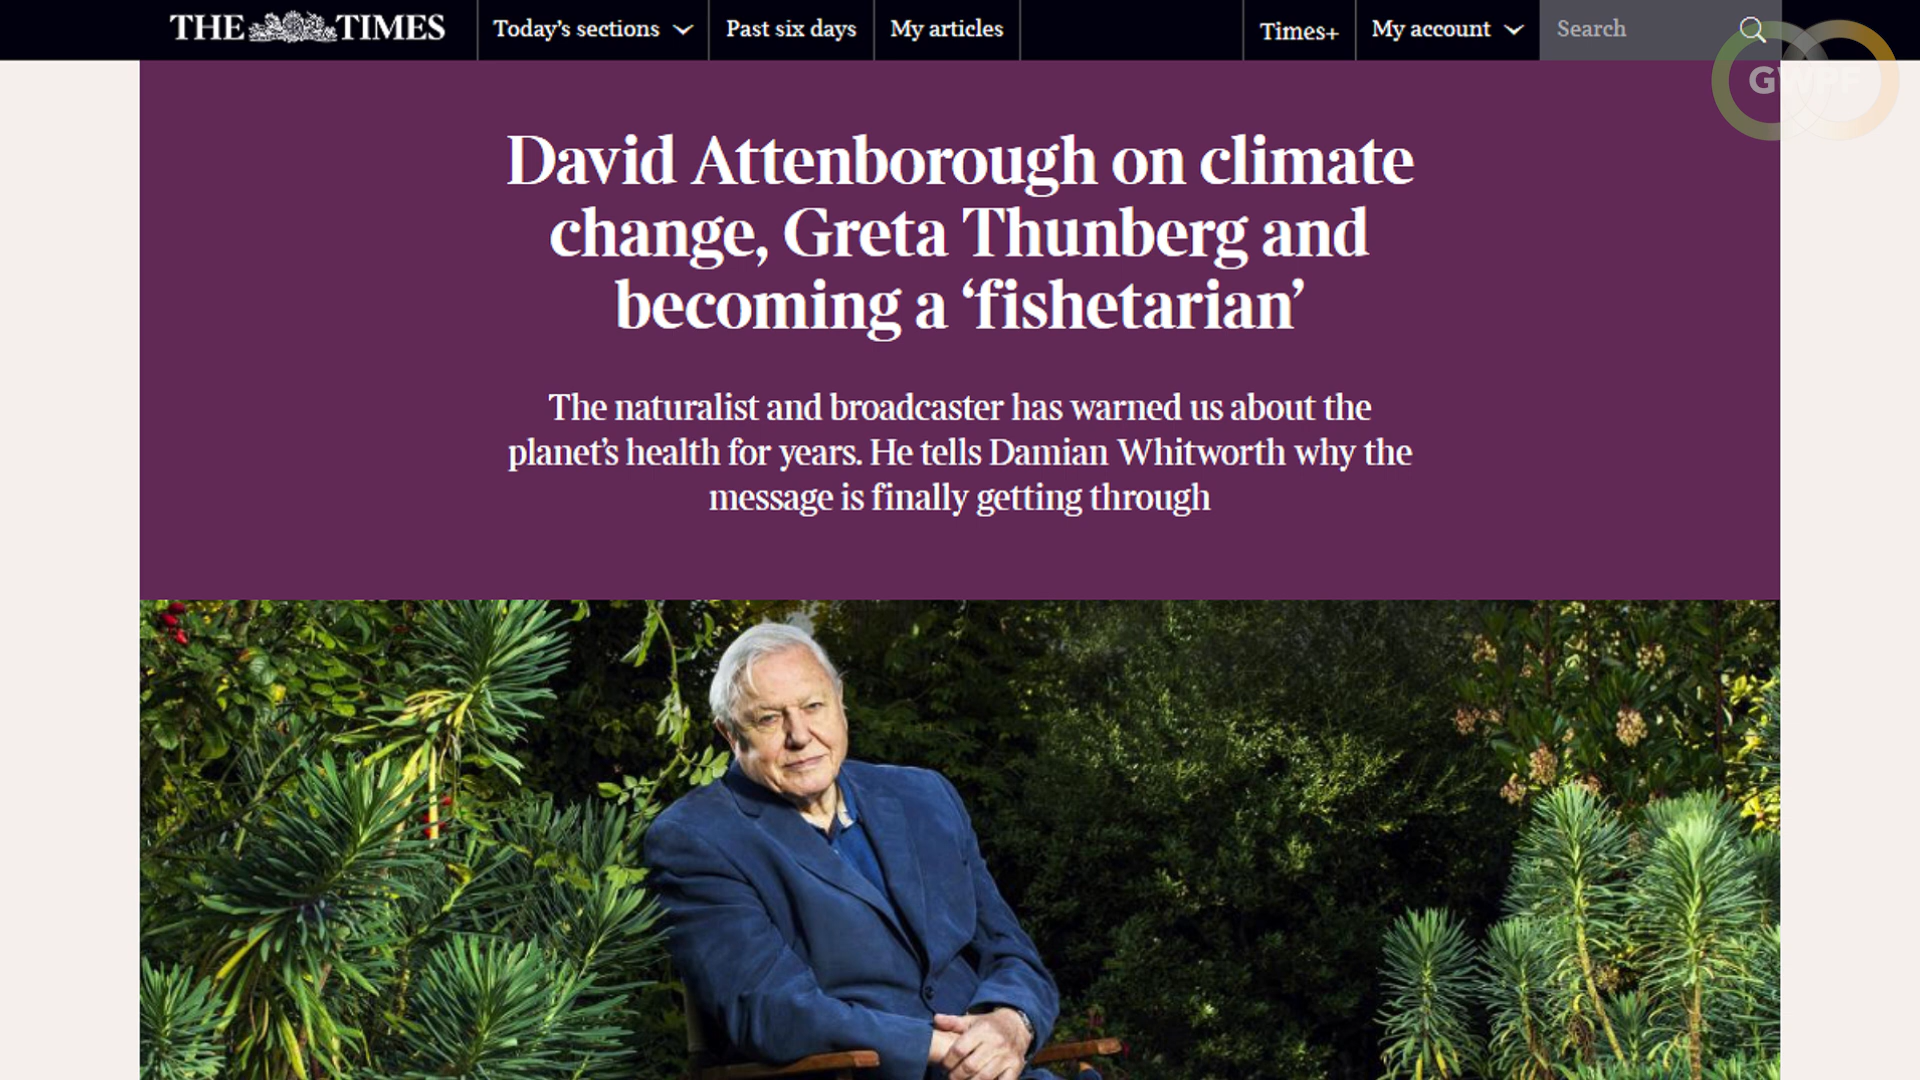 THE TIMES
Today's sections
Past six days
My articles
Times+
My account
Search
GWPF
David Attenborough on climate
change, Greta Thunberg and
becoming a ‘fishetarian’
The naturalist and broadcaster has warned us about the
planet’s health for years. He tells Damian Whitworth why the
message is finally getting through